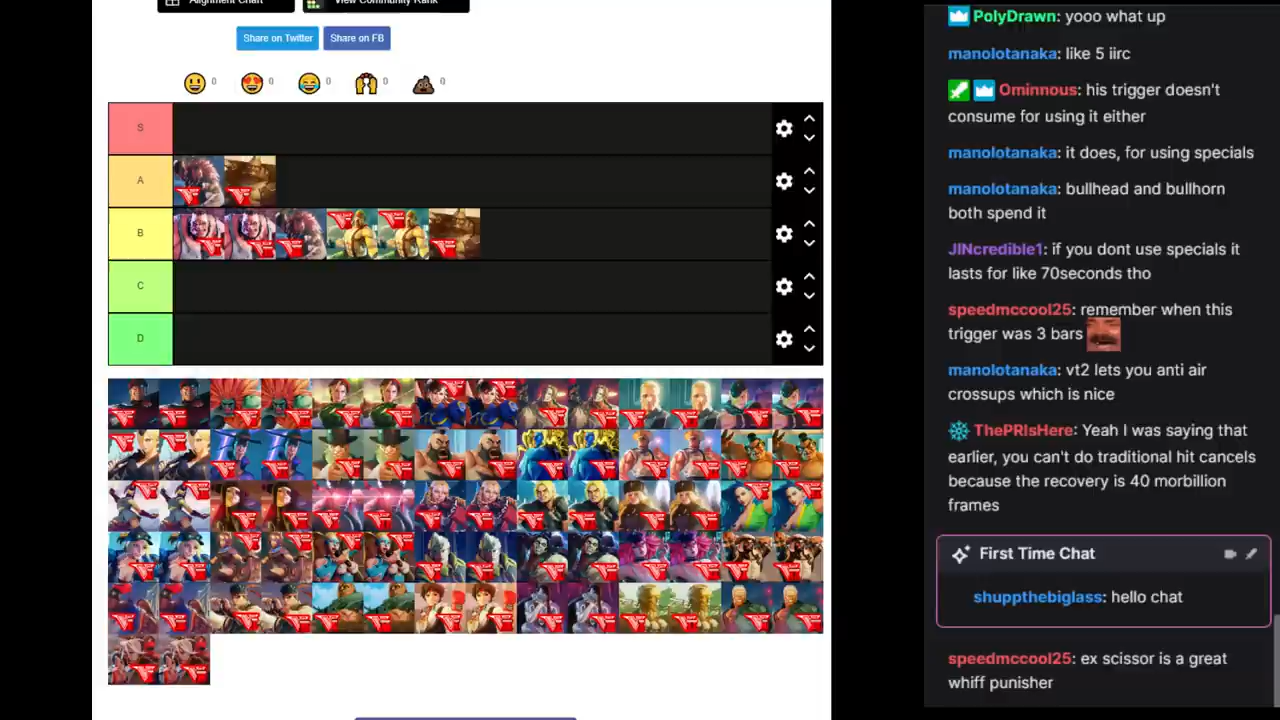 Alignment Chart
View Community Rank
Share on Twitter
Share on FB
0
0
0
0
0
S
A
B
C
D
PolyDrawn: yooo what up
manolotanaka: like 5 iirc
Ominnous: his trigger doesn't
consume for using it either
manolotanaka: it does, for using specials
manolotanaka: bullhead and bullhorn
both spend it
JINcredible1: if you dont use specials it
lasts for like 70seconds tho
speedmccool25: remember when this
trigger was 3 bars
manolotanaka: vt2 lets you anti air
crossups which is nice
ThePRIsHere: Yeah I was saying that
earlier, you can't do traditional hit cancels
because the recovery is 40 morbillion
frames
First Time Chat
shuppthebiglass: hello chat
speedmccool25: ex scissor is a great
whiff punisher